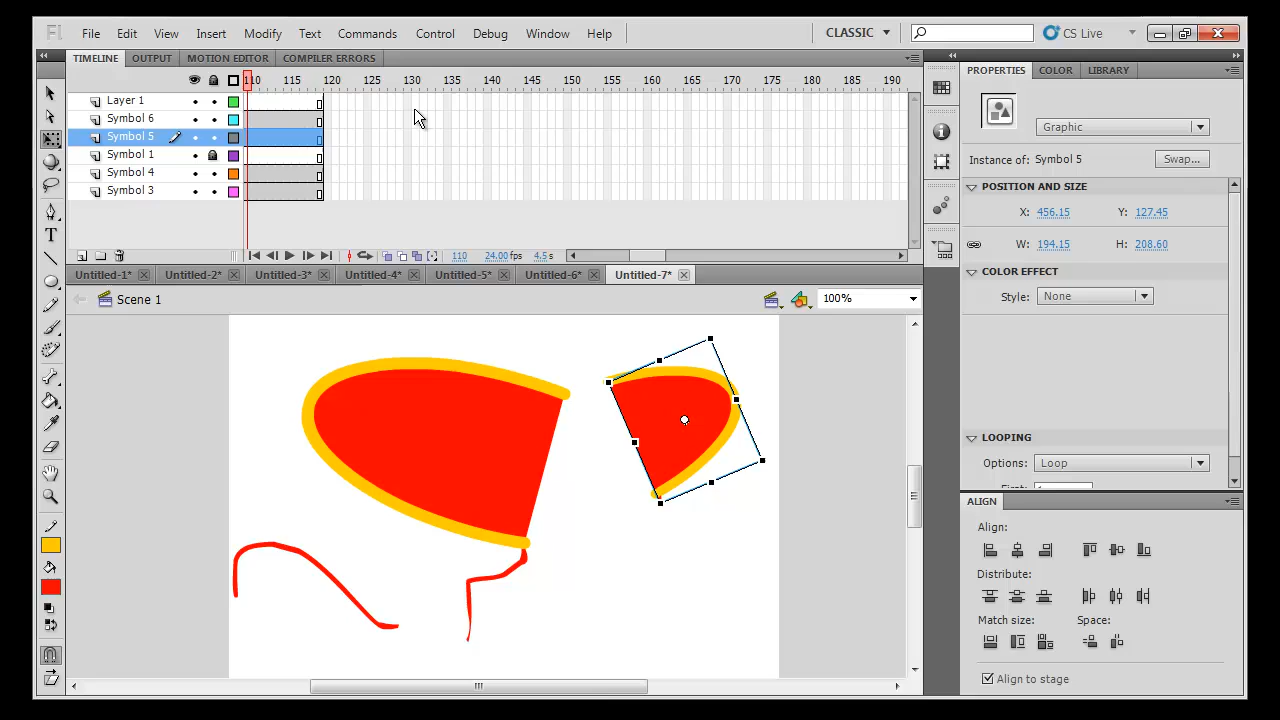 Fl File Edit View Insert Modify Text Commands Control Debug Window Help CLASSIC CS Live
TIMELINE OUTPUT MOTION EDITOR COMPILER ERRORS
110 115 120 125 130 135 140 145 150 155 160 165 170 175 180 185 190
Layer 1
Symbol 6
Symbol 5
Symbol 1
Symbol 4
Symbol 3
110 24.00 fps 4.5 s
Untitled-1* Untitled-2* Untitled-3* Untitled-4* Untitled-5* Untitled-6* Untitled-7*
Scene 1 100%
PROPERTIES COLOR LIBRARY
Graphic
Instance of: Symbol 5 Swap...
POSITION AND SIZE
X: 456.15 Y: 127.45
W: 194.15 H: 208.60
COLOR EFFECT
Style: None
LOOPING
Options: Loop
ALIGN
Align:
Distribute:
Match size: Space:
Align to stage